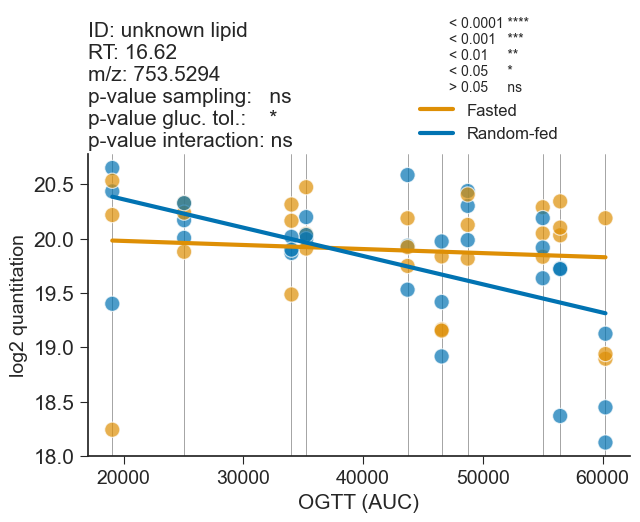 ID: unknown lipid
RT: 16.62
m/z: 753.5294
p-value sampling: ns
p-value gluc. tol.: *
p-value interaction: ns
< 0.0001 ****
< 0.001 ***
< 0.01 **
< 0.05 *
> 0.05 ns
Fasted
Random-fed
log2 quantitation
20.5
20.0
19.5
19.0
18.5
18.0
20000 30000 40000 50000 60000
OGTT (AUC)